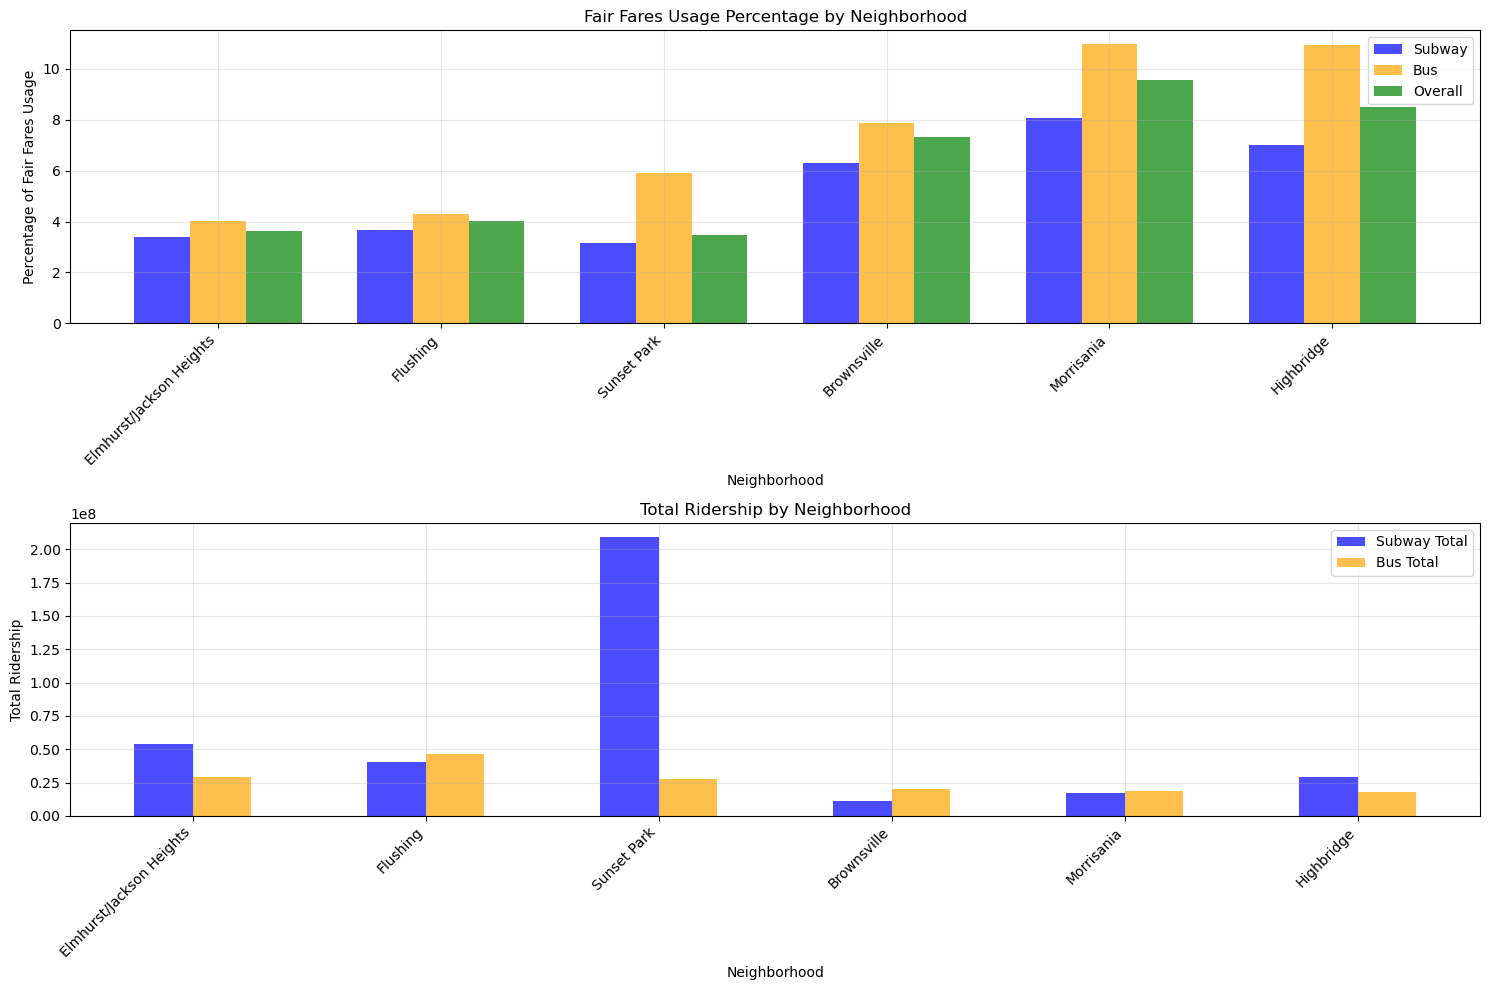 Fair Fares Usage Percentage by Neighborhood
Percentage of Fair Fares Usage
10
8
6
4
2
0
Subway
Bus
Overall
Elmhurst/Jackson Heights
Flushing
Sunset Park
Brownsville
Morrisania
Highbridge
Neighborhood
Total Ridership by Neighborhood
1e8
Total Ridership
2.00
1.75
1.50
1.25
1.00
0.75
0.50
0.25
0.00
Subway Total
Bus Total
Elmhurst/Jackson Heights
Flushing
Sunset Park
Brownsville
Morrisania
Highbridge
Neighborhood